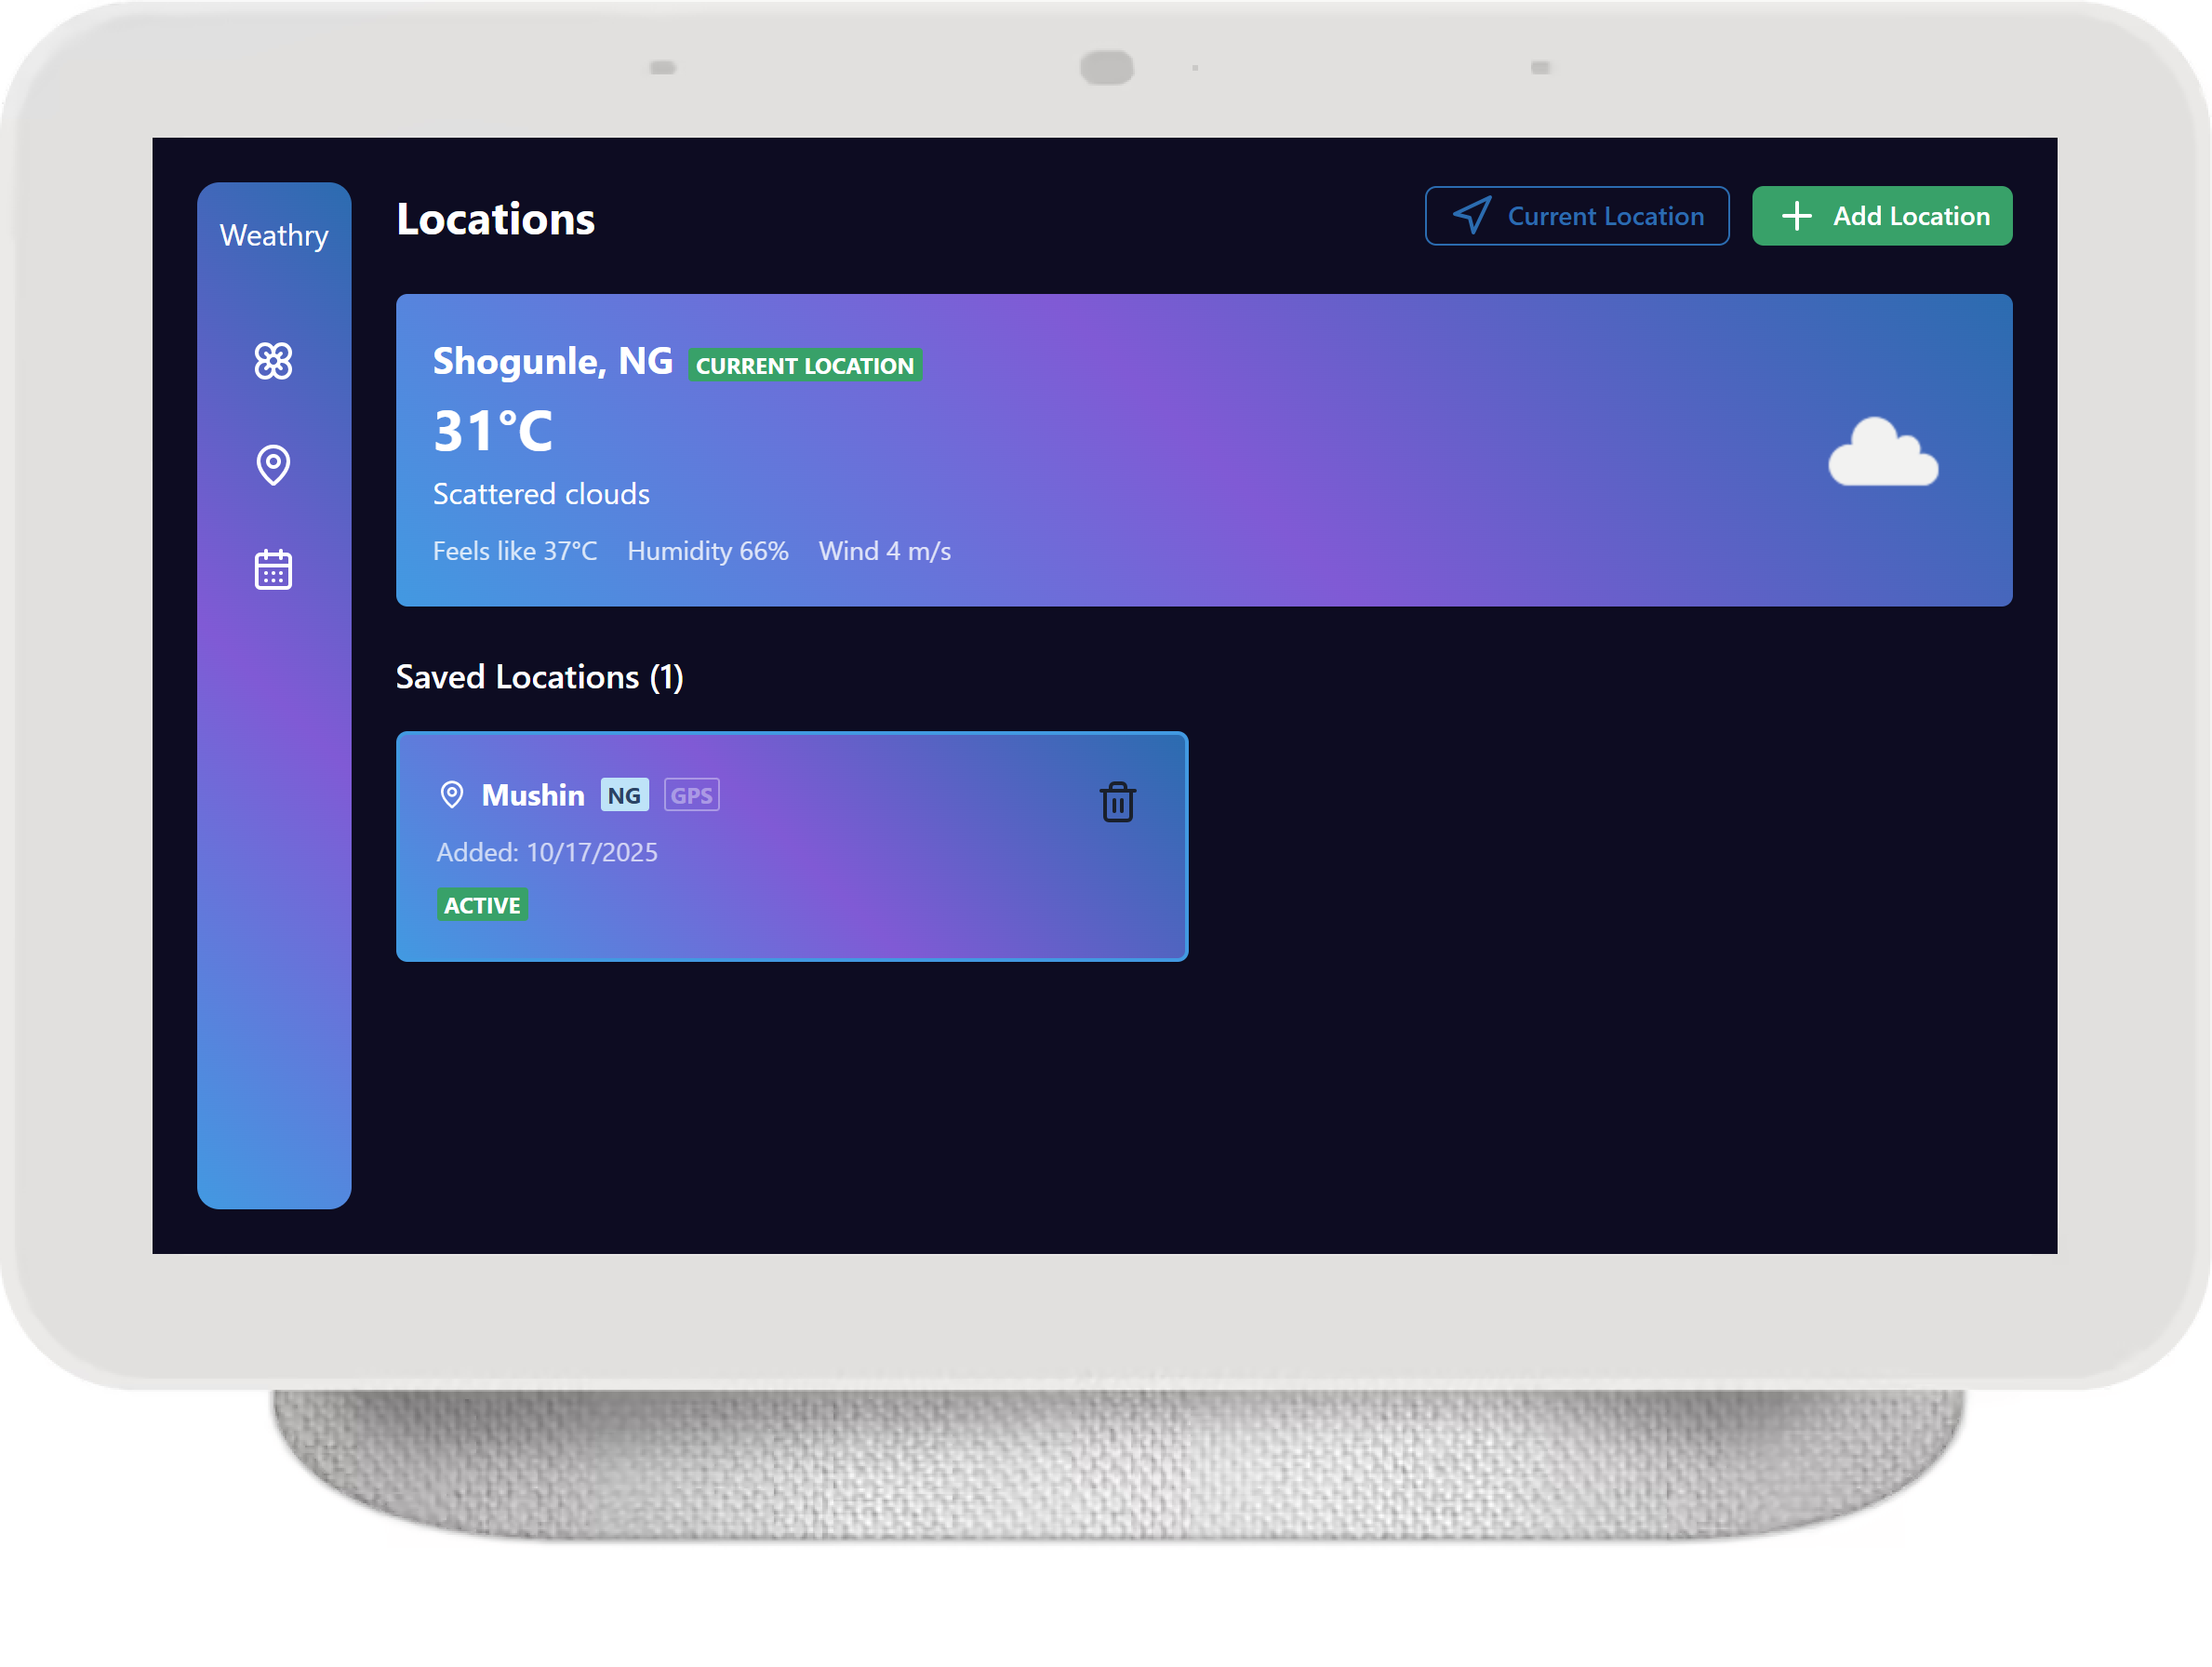 Weathry
Locations
Current Location
Add Location
Shogunle, NG CURRENT LOCATION
31°C
Scattered clouds
Feels like 37°C Humidity 66% Wind 4 m/s
Saved Locations (1)
Mushin NG GPS
Added: 10/17/2025
ACTIVE